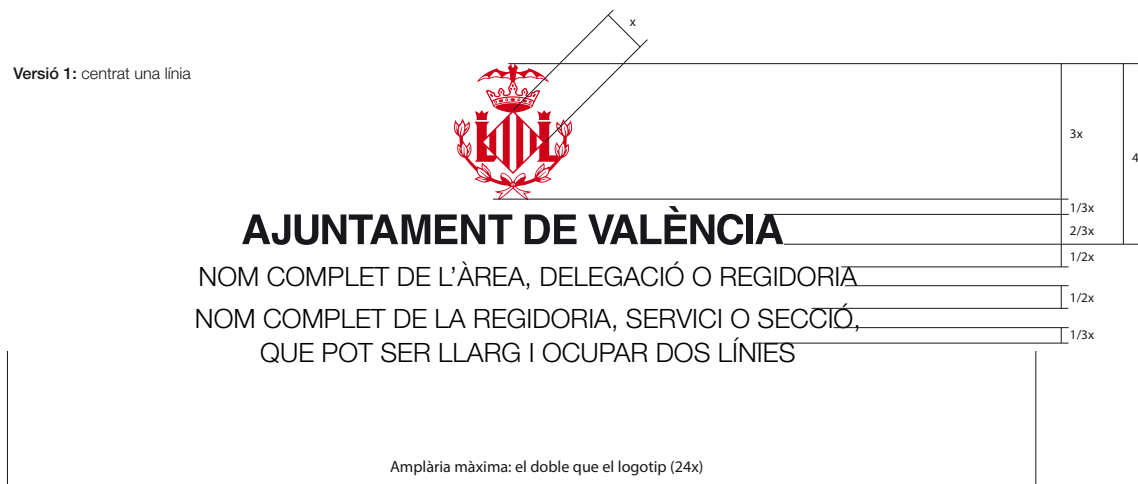 x
Versió 1: centrat una línia
3x
4
1/3x
AJUNTAMENT DE VALÈNCIA
2/3x
1/2x
NOM COMPLET DE L'ÀREA, DELEGACIÓ O REGIDORIA
1/2x
NOM COMPLET DE LA REGIDORIA, SERVICI O SECCIÓ,
1/3x
QUE POT SER LLARG I OCUPAR DOS LÍNIES
Amplària màxima: el doble que el logotip (24x)